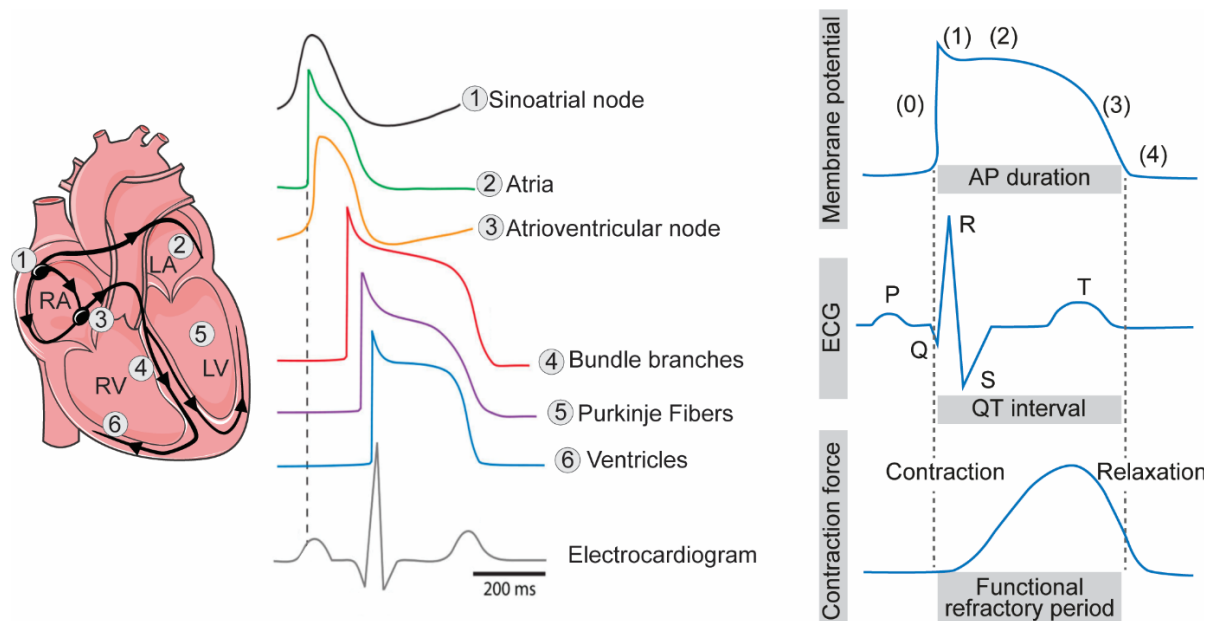 1
2
LA
RA
3
5
LV
4
RV
6
1 Sinoatrial node
2 Atria
3 Atrioventricular node
4 Bundle branches
5 Purkinje Fibers
6 Ventricles
Electrocardiogram
200 ms
Membrane potential
(0)
(1)
(2)
(3)
(4)
AP duration
ECG
P
Q
R
S
T
QT interval
Contraction force
Contraction
Relaxation
Functional
refractory period